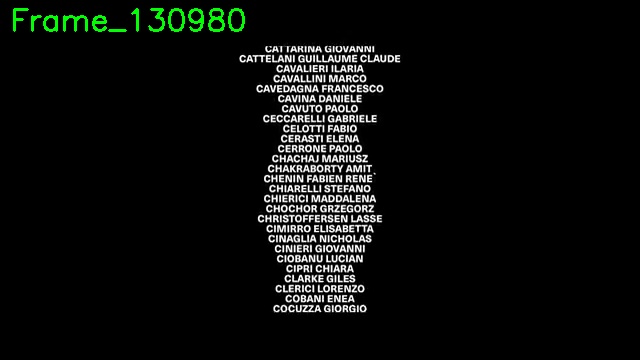 Frame_130980
CATTARINA GIOVANNI
CATTELANI GUILLAUME CLAUDE
CAVALIERI ILARIA
CAVALLINI MARCO
CAVEDAGNA FRANCESCO
CAVINA DANIELE
CAVUTO PAOLO
CECCARELLI GABRIELE
CELOTTI FABIO
CERASTI ELENA
CERRONE PAOLO
CHACHAJ MARIUSZ
CHAKRABORTY AMIT
CHENIN FABIEN RENE'
CHIARELLI STEFANO
CHIERICI MADDALENA
CHOCHOR GRZEGORZ
CHRISTOFFERSEN LASSE
CIMIRRO ELISABETTA
CINAGLIA NICHOLAS
CINIERI GIOVANNI
CIOBANU LUCIAN
CIPRI CHIARA
CLARKE GILES
CLERICI LORENZO
COBANI ENEA
COCUZZA GIORGIO